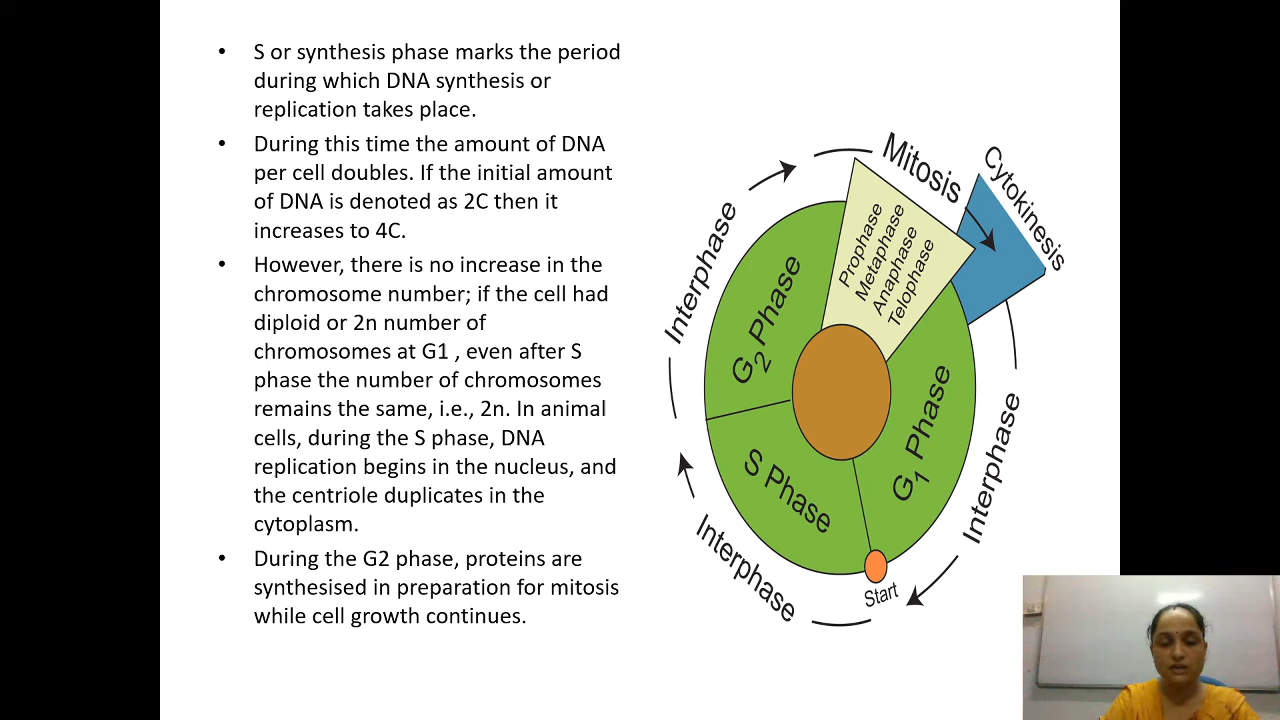 • S or synthesis phase marks the period
during which DNA synthesis or
replication takes place.
• During this time the amount of DNA
per cell doubles. If the initial amount
of DNA is denoted as 2C then it
increases to 4C.
• However, there is no increase in the
chromosome number; if the cell had
diploid or 2n number of
chromosomes at G1 , even after S
phase the number of chromosomes
remains the same, i.e., 2n. In animal
cells, during the S phase, DNA
replication begins in the nucleus, and
the centriole duplicates in the
cytoplasm.
• During the G2 phase, proteins are
synthesised in preparation for mitosis
while cell growth continues.
Mitosis
Cytokinesis
Prophase
Metaphase
Anaphase
Telophase
Interphase
G2 Phase
G1 Phase
S Phase
Interphase
Interphase
Start